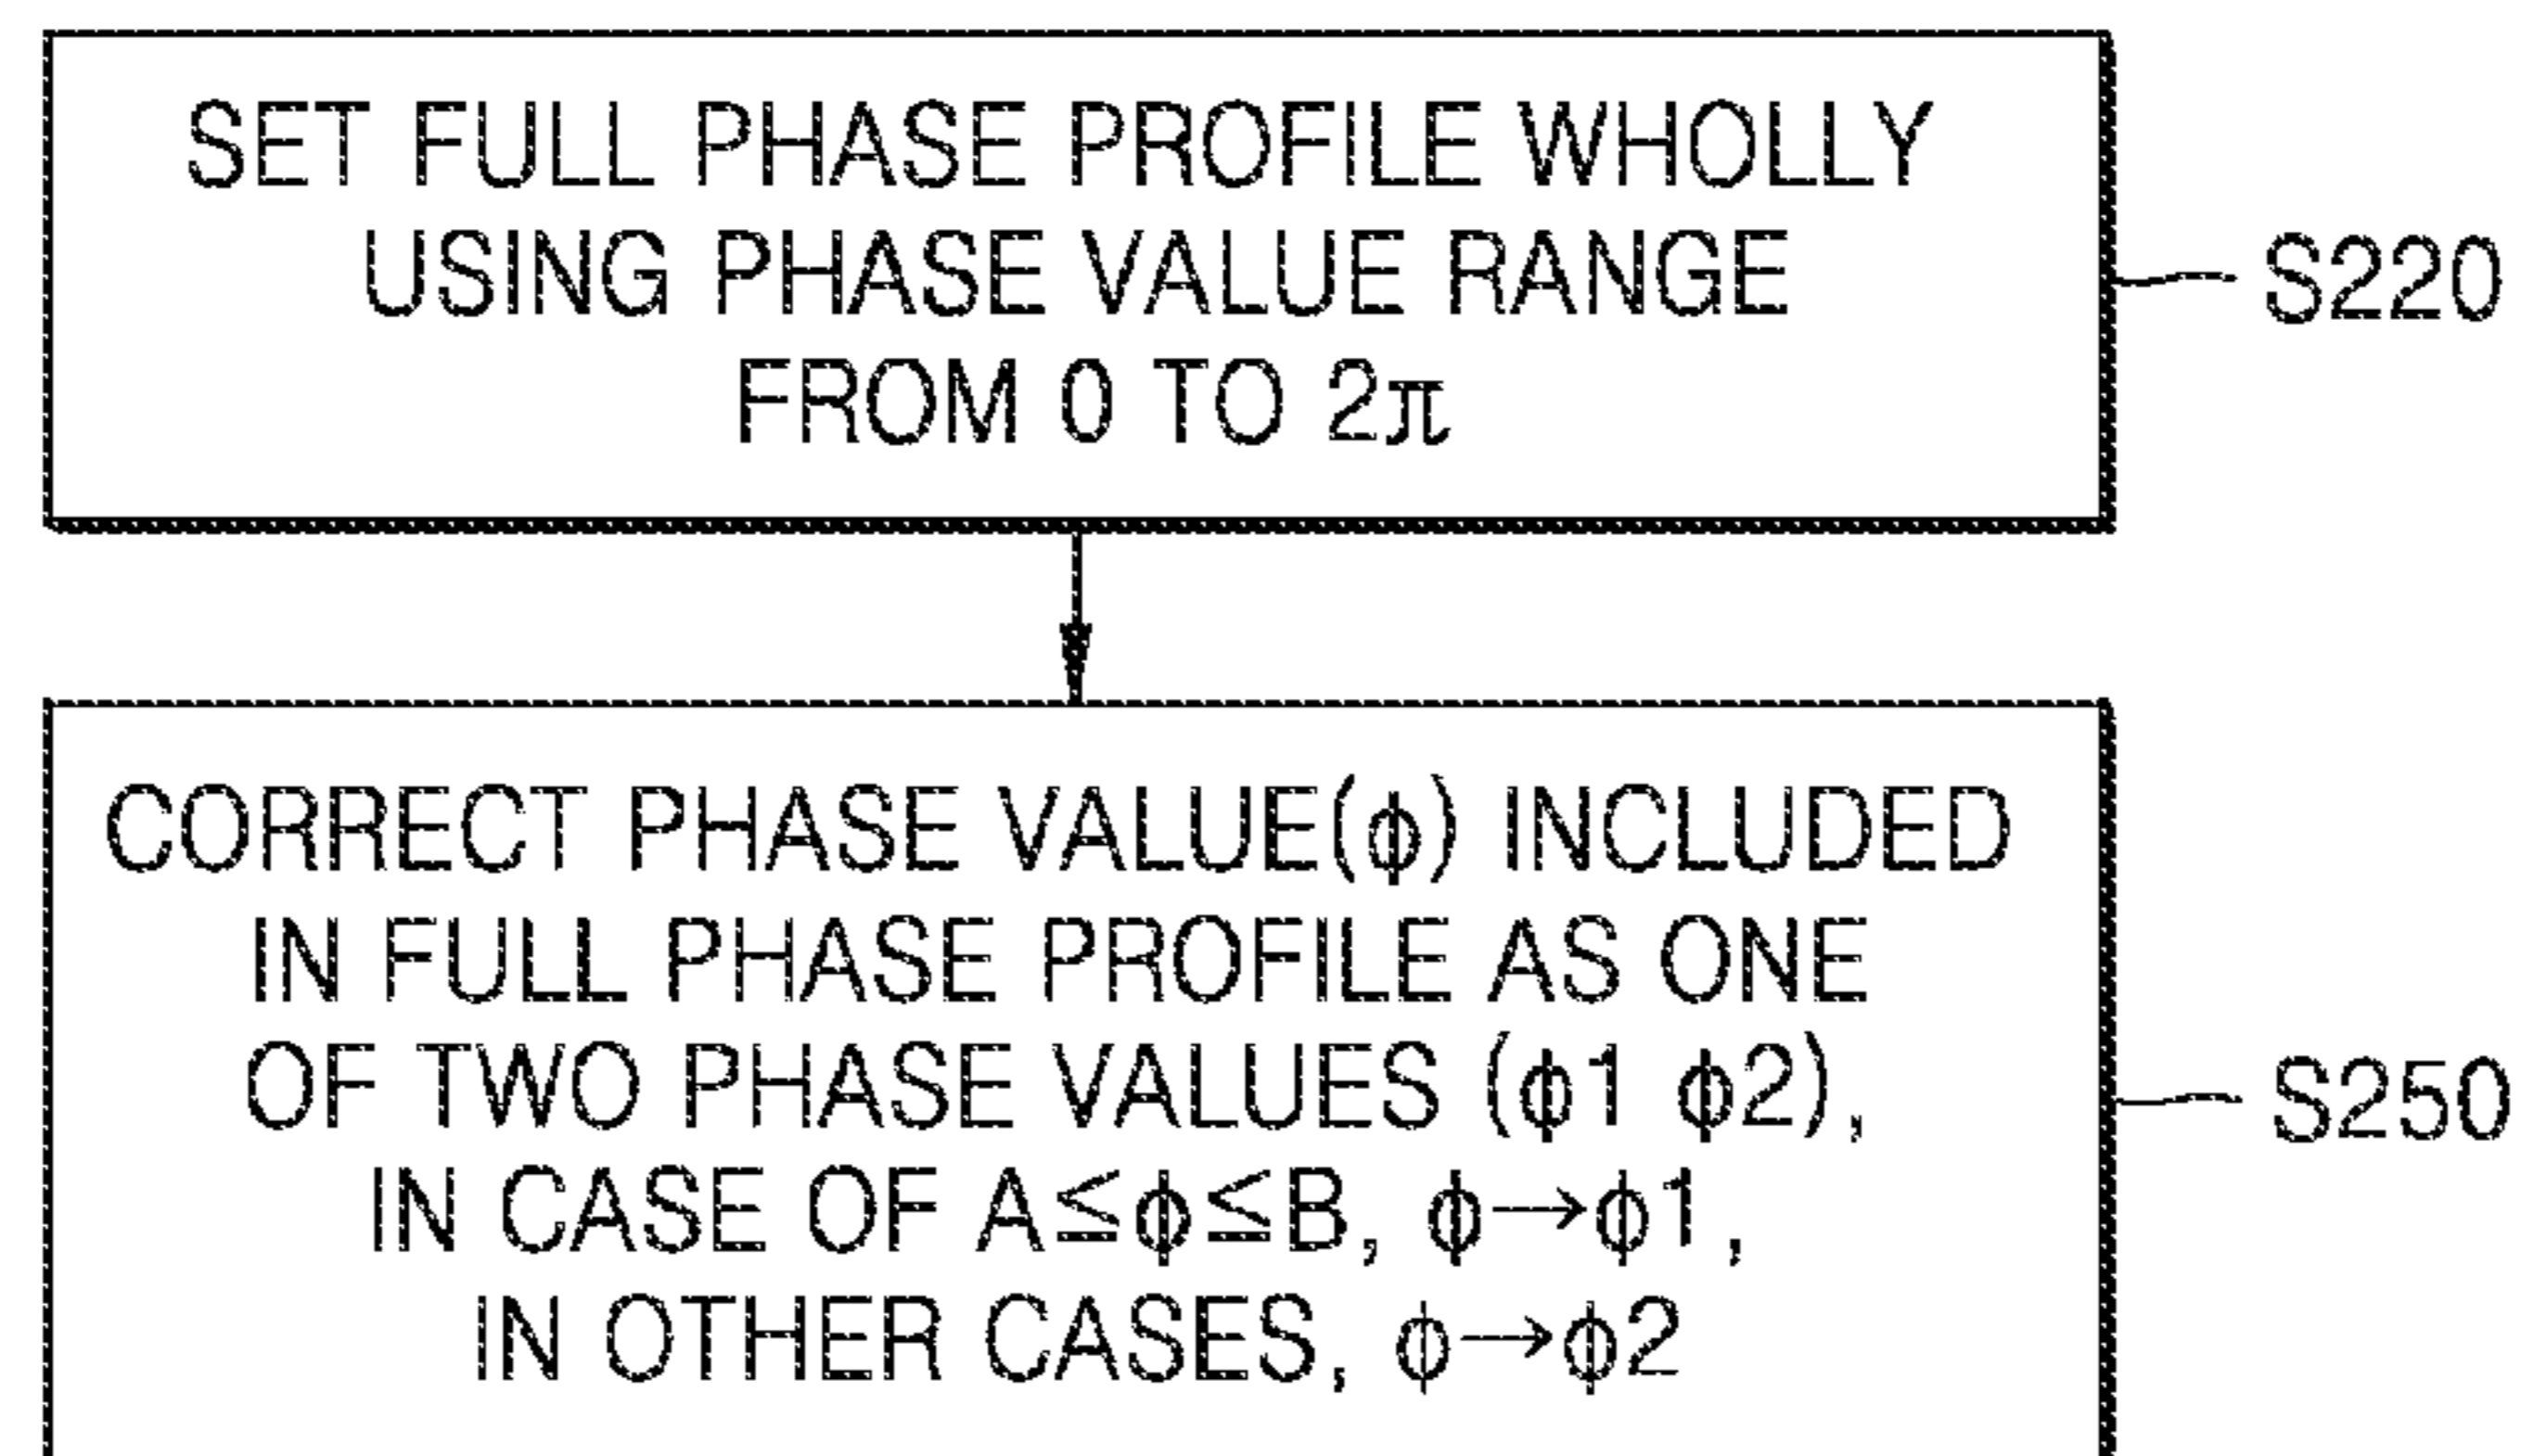 SET FULL PHASE PROFILE WHOLLY
USING PHASE VALUE RANGE
FROM 0 TO 2π
S220
CORRECT PHASE VALUE(ϕ) INCLUDED
IN FULL PHASE PROFILE AS ONE
OF TWO PHASE VALUES (ϕ1 ϕ2),
IN CASE OF A≤ϕ≤B, ϕ→ϕ1,
IN OTHER CASES, ϕ→ϕ2
S250